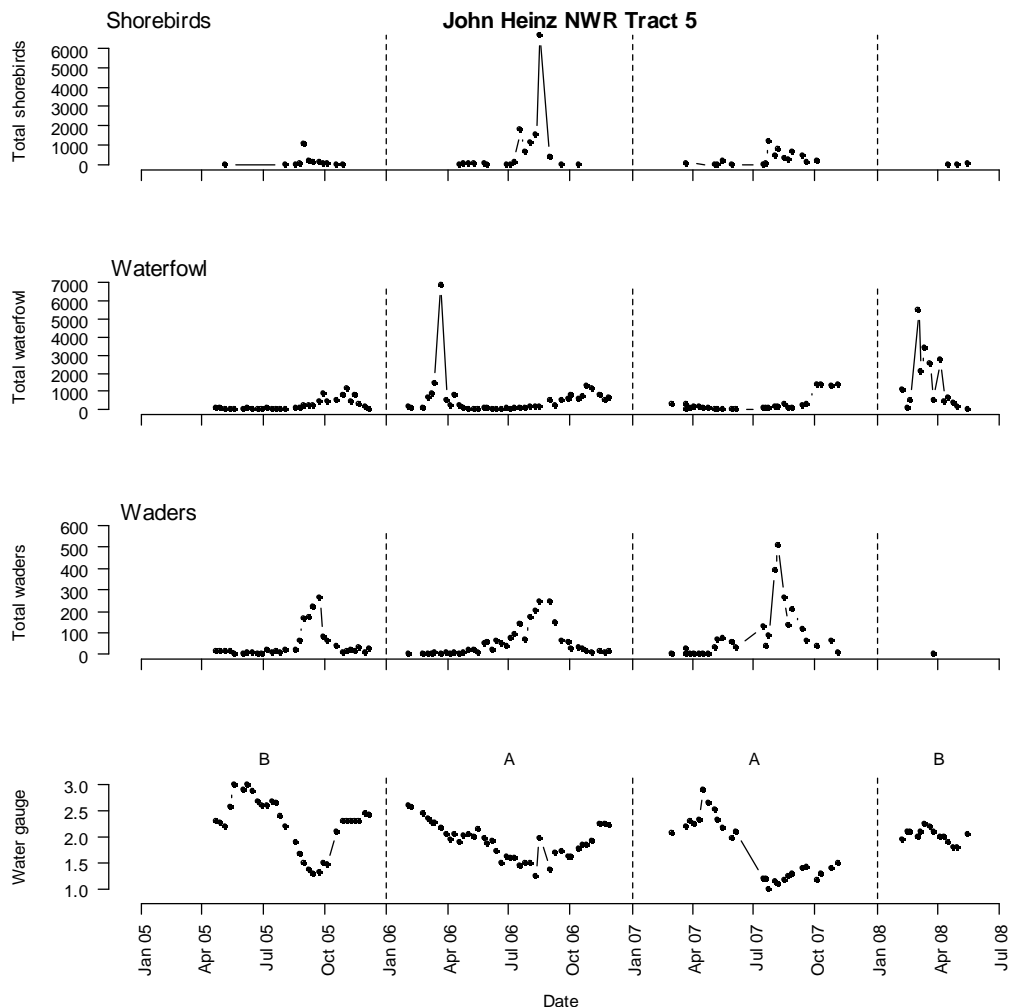 Shorebirds
John Heinz NWR Tract 5
Total shorebirds
6000
5000
4000
3000
2000
1000
0
Waterfowl
Total waterfowl
7000
6000
5000
4000
3000
2000
1000
0
Waders
Total waders
600
500
400
300
200
100
0
B A A B
Water gauge
3.0
2.5
2.0
1.5
1.0
Jan 05 Apr 05 Jul 05 Oct 05 Jan 06 Apr 06 Jul 06 Oct 06 Jan 07 Apr 07 Jul 07 Oct 07 Jan 08 Apr 08 Jul 08
Date